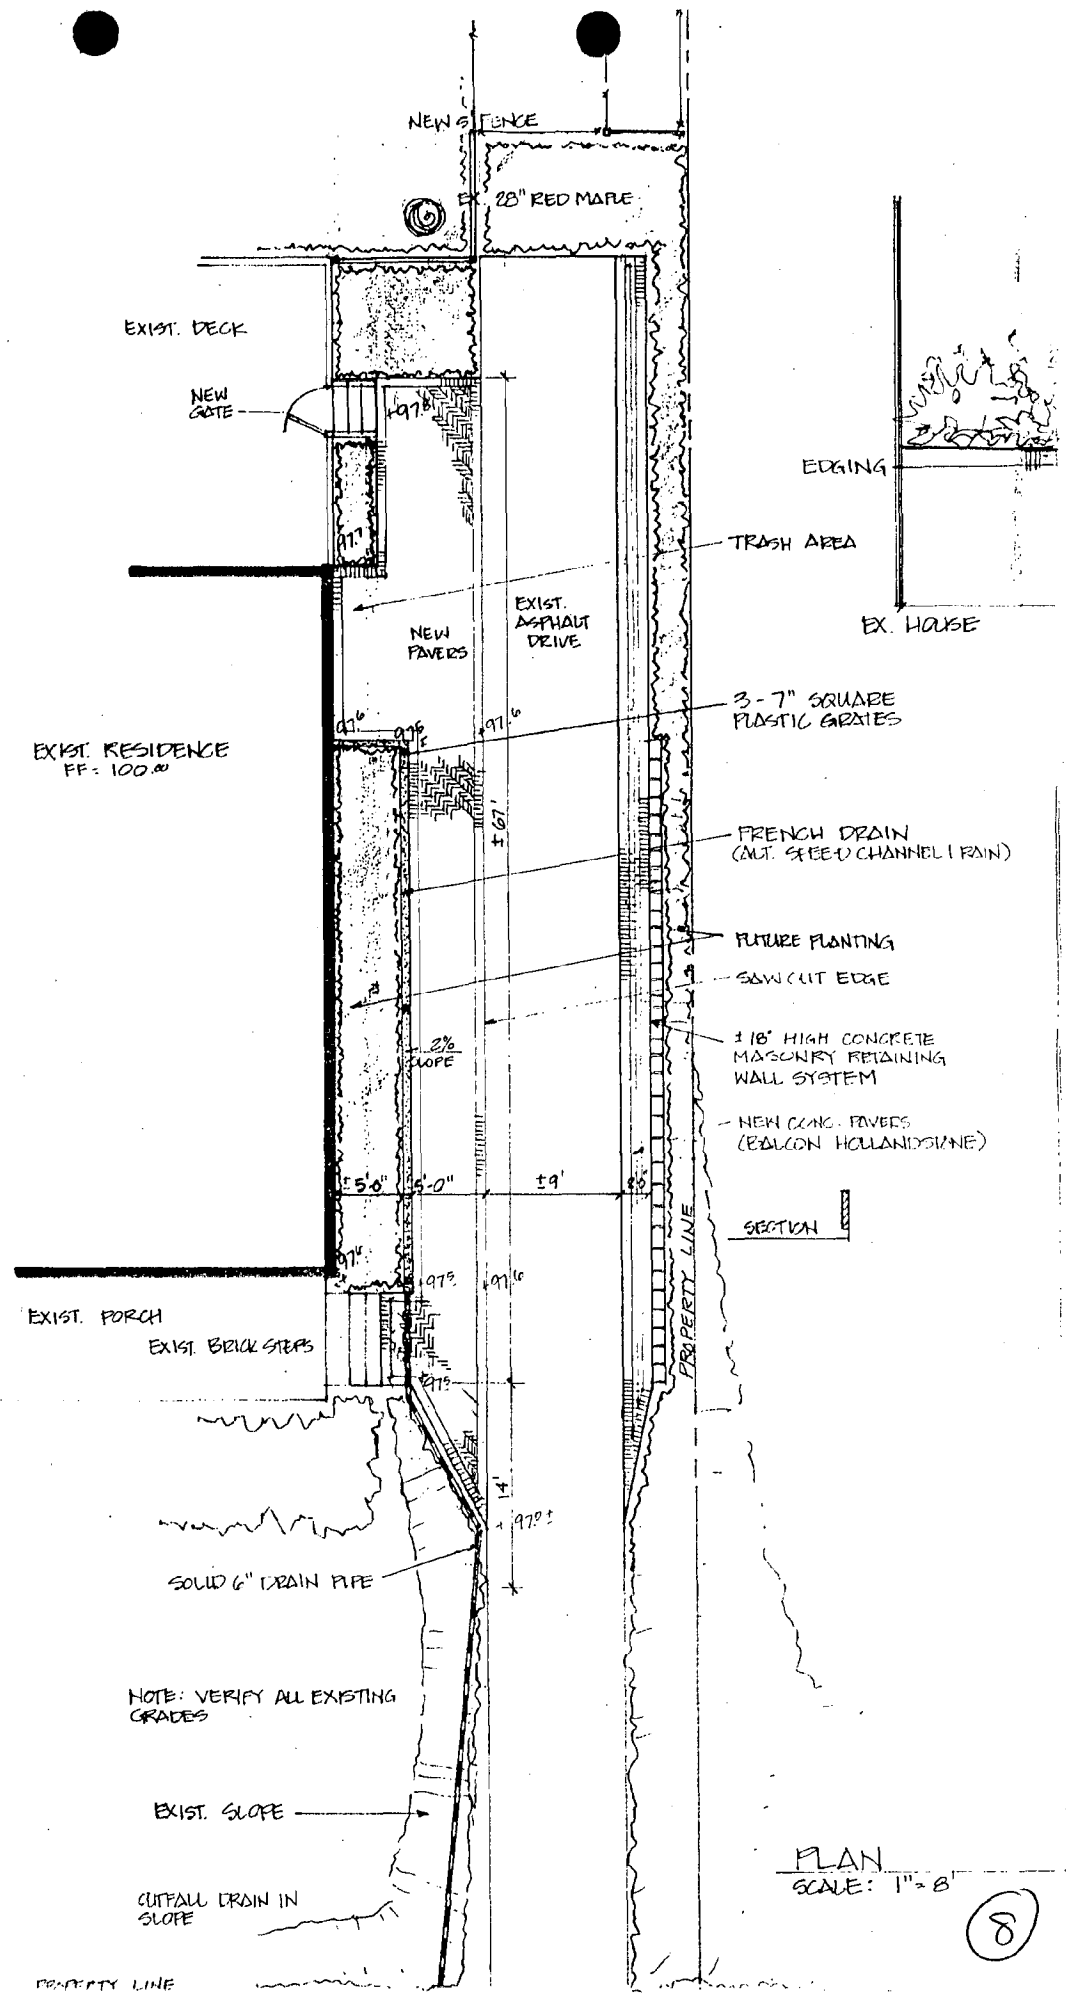 NEW 5' FENCE
EX. 28" RED MAPLE
EXIST. DECK
NEW
GATE
+97.8
97.7
EDGING
TRASH AREA
EX. HOUSE
EXIST.
ASPHALT
DRIVE
NEW
PAVERS
3-7" SQUARE
PLASTIC GRATES
97.6
97.5
+97.6
EXIST. RESIDENCE
FF= 100.00
±67'
FRENCH DRAIN
FUTURE PLANTING
SAWCUT EDGE
2%
SLOPE
±18" HIGH CONCRETE
MASONRY RETAINING
WALL SYSTEM
NEW CONC. PAVERS
(BALCON HOLLANDSTONE)
±5'-0"
5'-0"
±9'
SECTION
PROPERTY LINE
97.6
+97.5
+97.6
EXIST. PORCH
EXIST. BRICK STEPS
+97.5
14'
+ 97.0 ±
SOLID 6" DRAIN PIPE
NOTE: VERIFY ALL EXISTING
GRADES
EXIST. SLOPE
PLAN
SCALE: 1"=8'
OUTFALL DRAIN IN
SLOPE
8
PROPERTY LINE